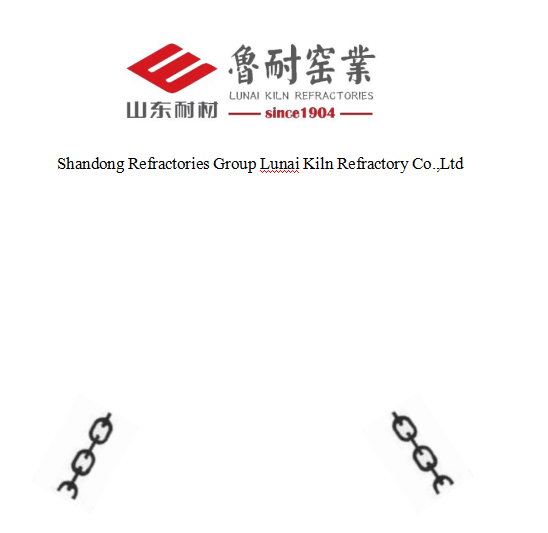 魯耐窑業
LUNAI KILN REFRACTORIES
山东耐材
since1904
Shandong Refractories Group Lunai Kiln Refractory Co.,Ltd